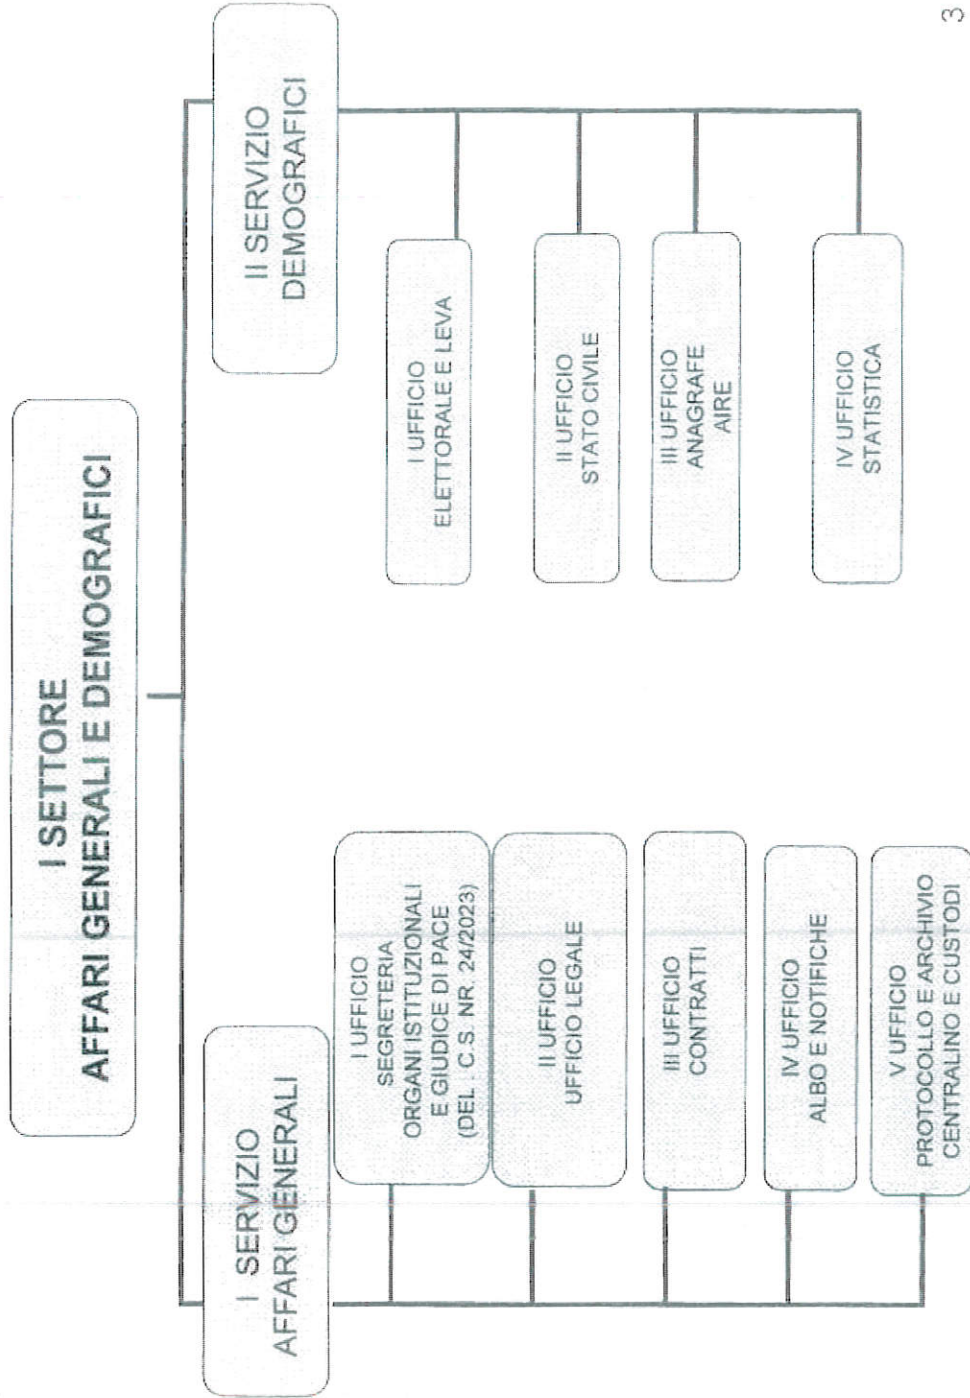 I SETTORE
AFFARI GENERALI E DEMOGRAFICI
I SERVIZIO
AFFARI GENERALI
I UFFICIO
SEGRETERIA
ORGANI ISTITUZIONALI
E GIUDICE DI PACE
(DEL . C.S. NR. 24/2023)
II UFFICIO
UFFICIO LEGALE
III UFFICIO
CONTRATTI
IV UFFICIO
ALBO E NOTIFICHE
V UFFICIO
PROTOCOLLO E ARCHIVIO
CENTRALINO E CUSTODI
II SERVIZIO
DEMOGRAFICI
I UFFICIO
ELETTORALE E LEVA
II UFFICIO
STATO CIVILE
III UFFICIO
ANAGRAFE
AIRE
IV UFFICIO
STATISTICA
3